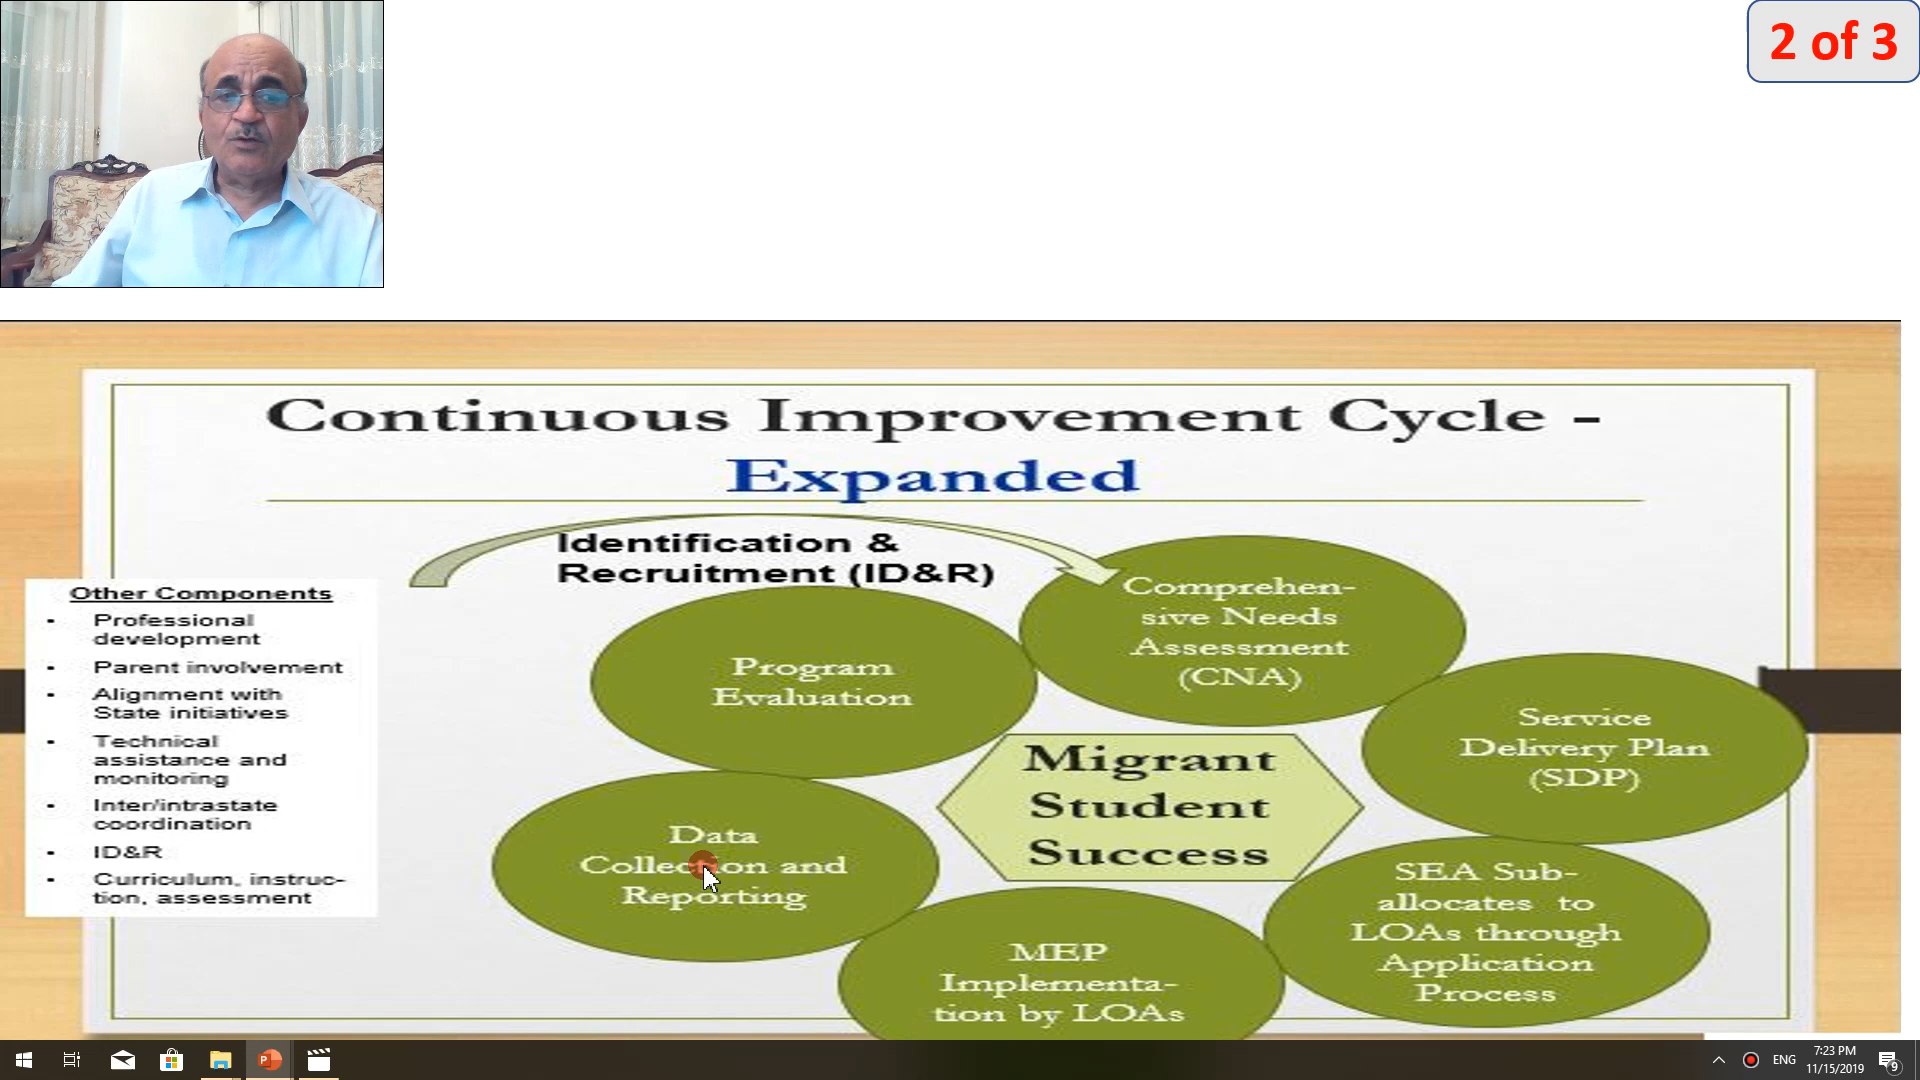 2 of 3
Continuous Improvement Cycle -
Expanded
Identification &
Recruitment (ID&R)
Other Components
• Professional
development
• Parent involvement
• Alignment with
State initiatives
• Technical
assistance and
monitoring
• Inter/intrastate
coordination
• ID&R
• Curriculum, instruc-
tion, assessment
Comprehen-
sive Needs
Assessment
(CNA)
Service
Delivery Plan
(SDP)
SEA Sub-
allocates to
LOAs through
Application
Process
MEP
Implementa-
tion by LOAs
Data
Collection and
Reporting
Program
Evaluation
Migrant
Student
Success
ENG
7:23 PM
11/15/2019
9